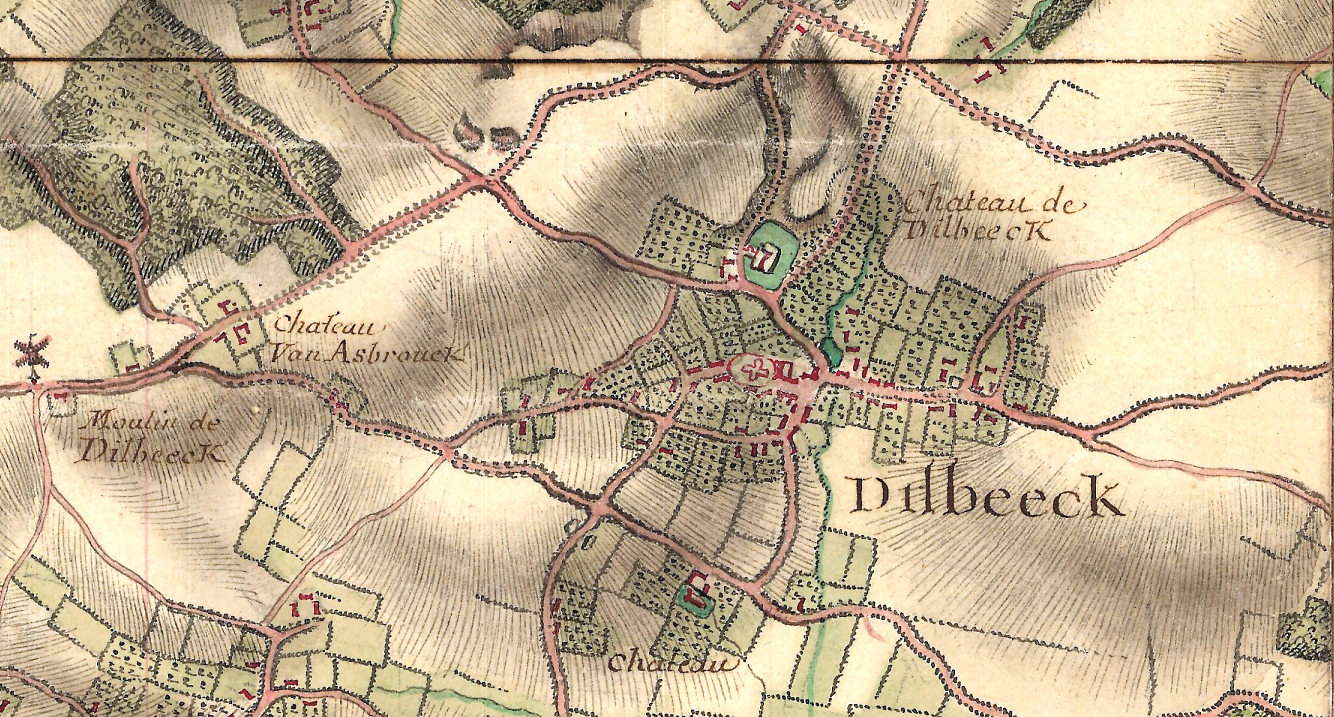 Chateau de
Dilbeeck
Chateau
Van Asbrouck
Moulin de
Dilbeeck
Dilbeeck
Chateau